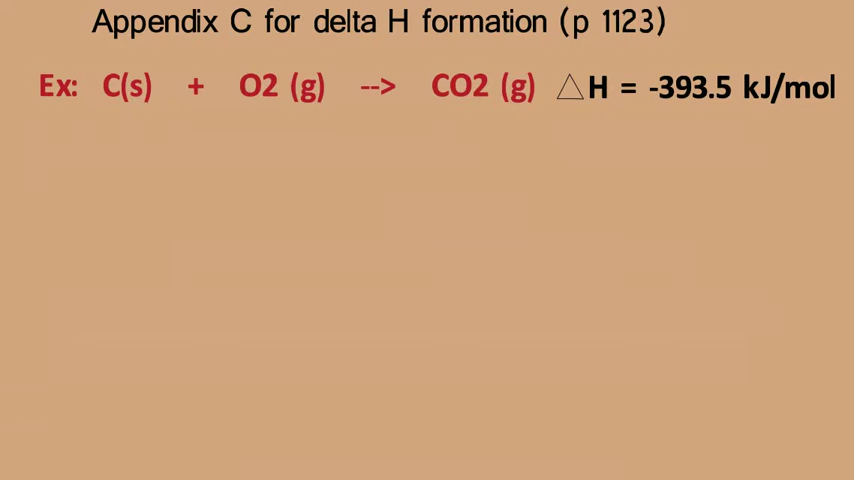 Appendix C for delta H formation (p 1123)
Ex: C(s) + O2 (g) --> CO2 (g) △H = -393.5 kJ/mol